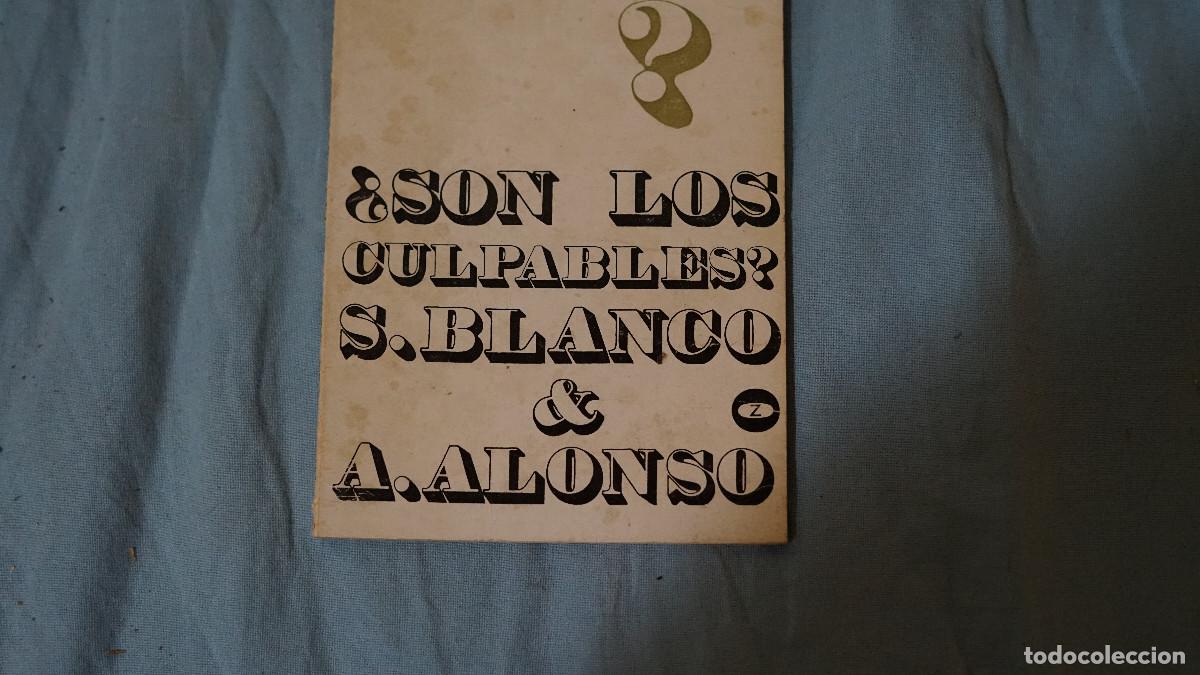 ?
¿SON LOS
CULPABLES?
S. BLANCO
& Z
A. ALONSO
todocoleccion